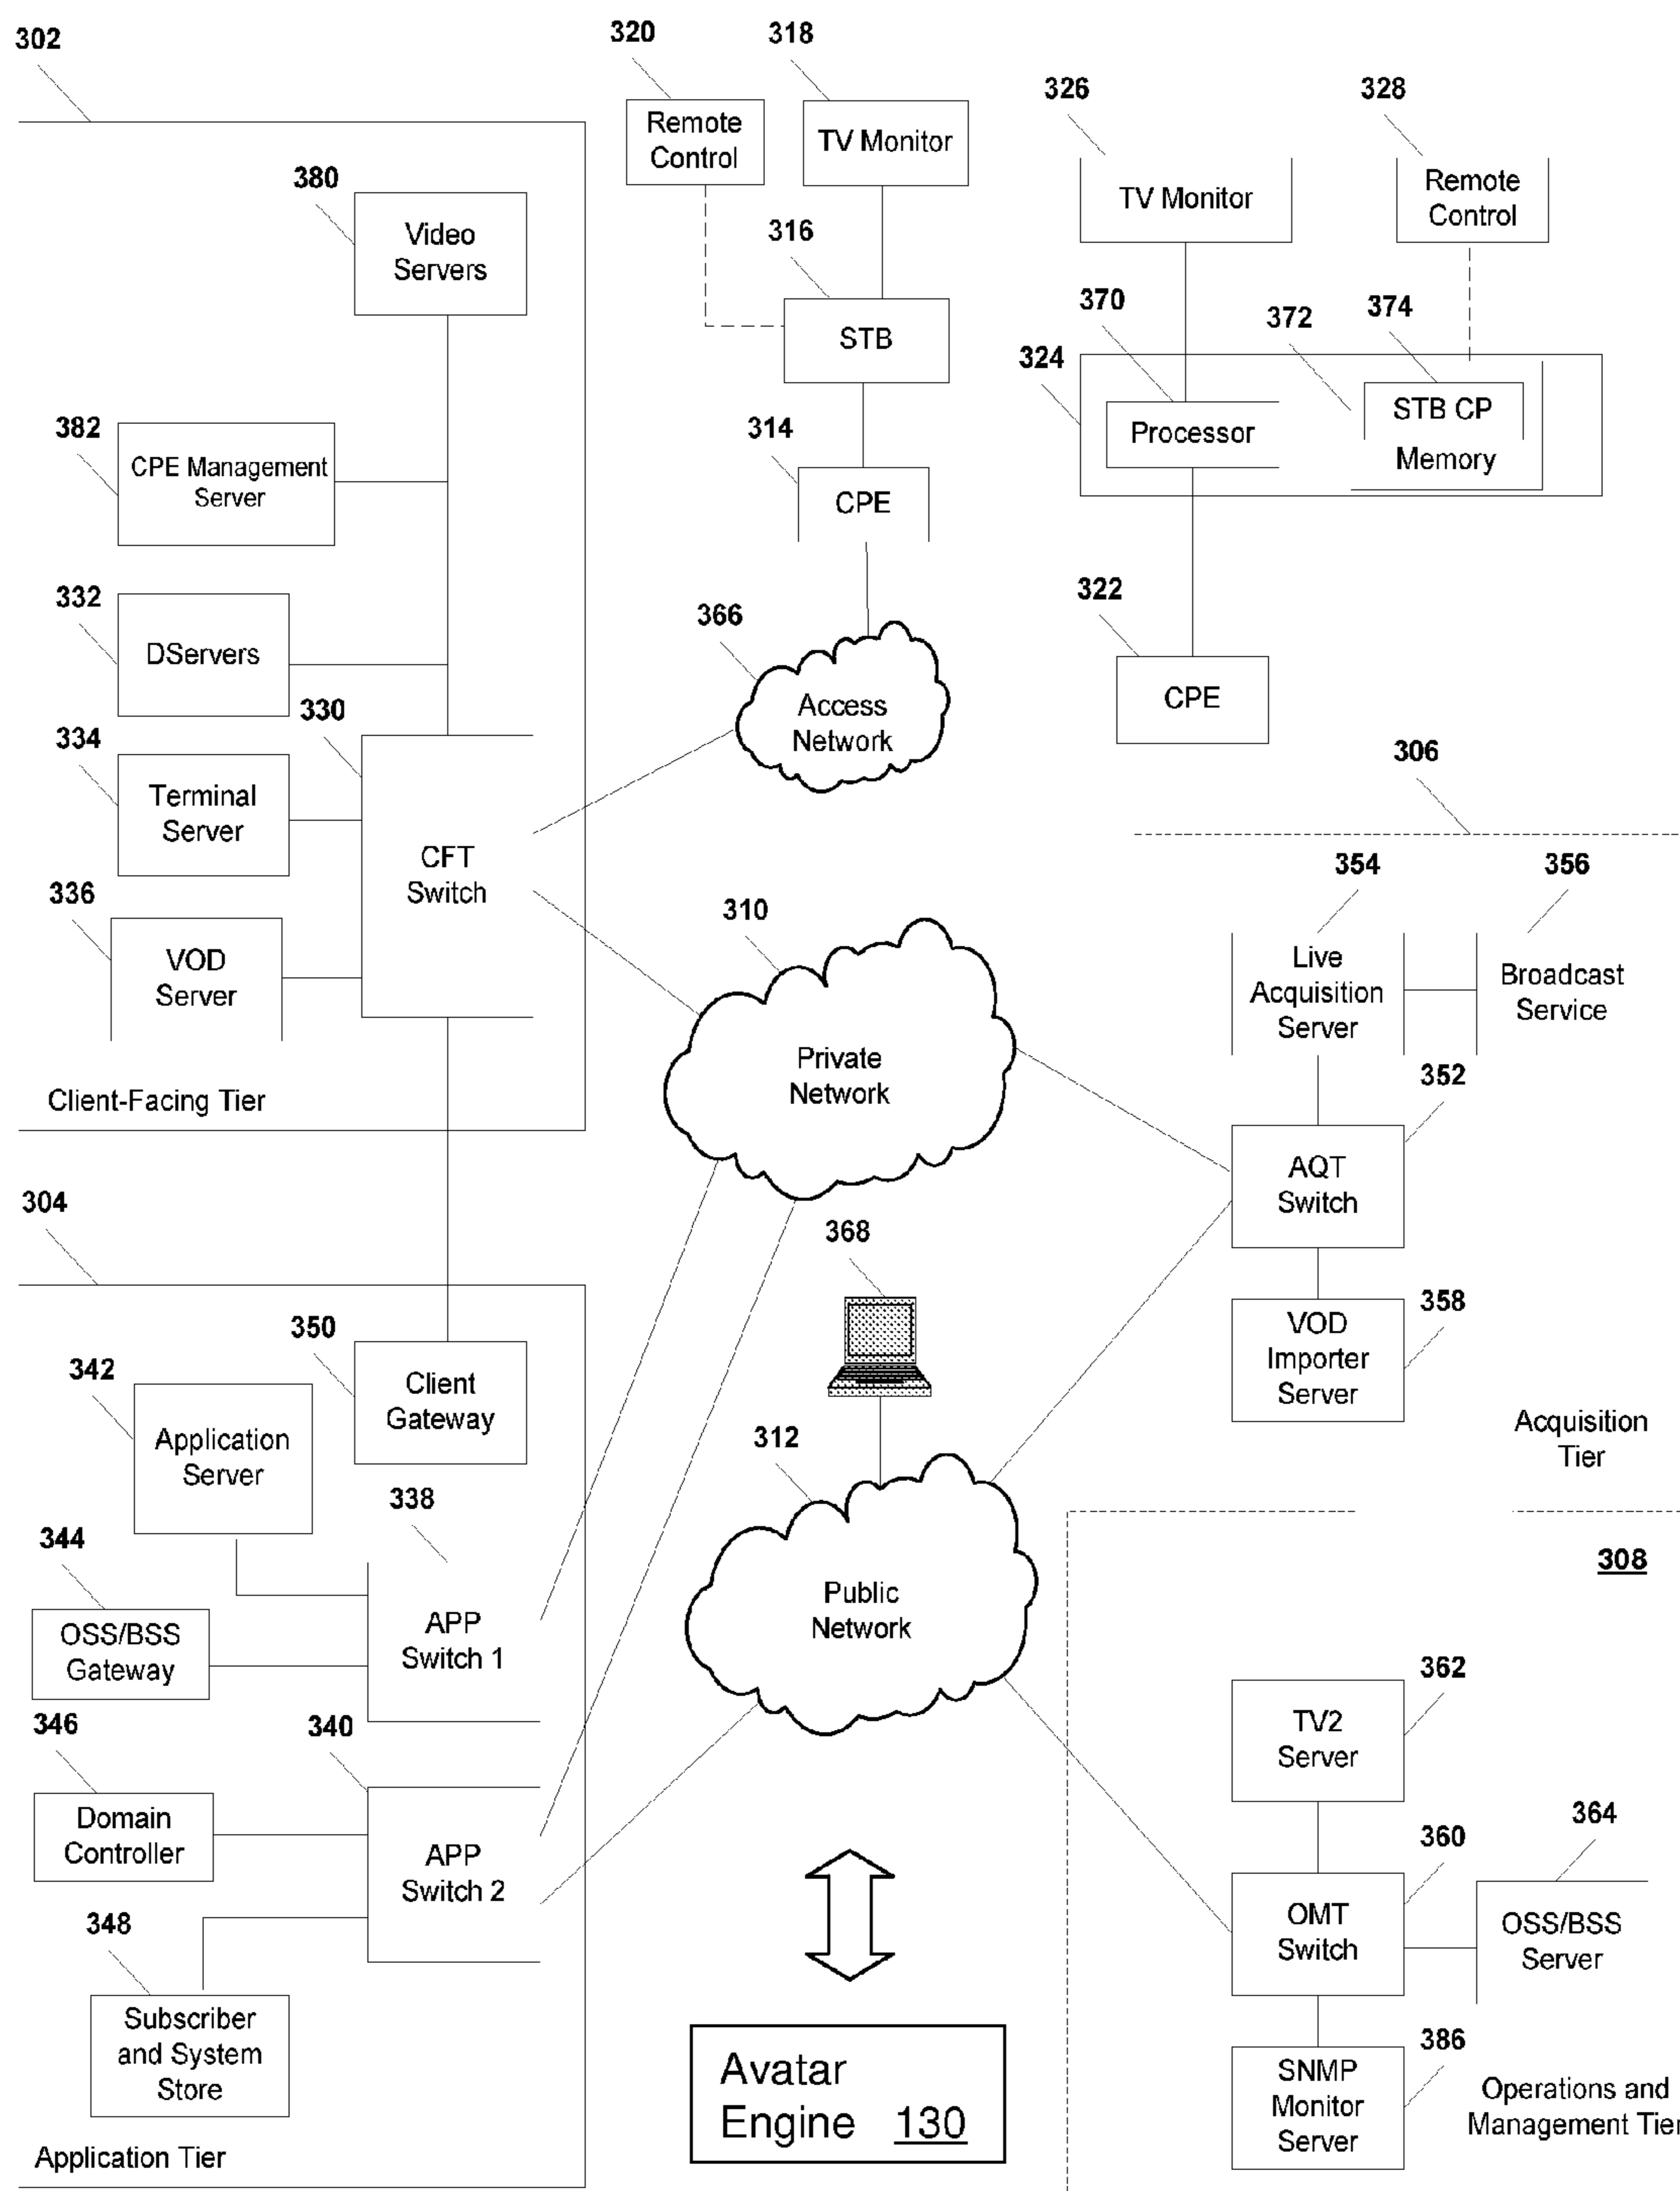 302
320
318
326
328
Remote
Control
TV Monitor
TV Monitor
Remote
Control
380
Video
Servers
316
STB
370
372
374
324
Processor
STB CP
Memory
382
CPE Management
Server
314
CPE
332
DServers
366
Access
Network
322
CPE
330
334
Terminal
Server
306
CFT
Switch
336
VOD
Server
310
Private
Network
354
356
Live
Acquisition
Server
Broadcast
Service
352
Client-Facing Tier
AQT
Switch
304
368
358
VOD
Importer
Server
350
Client
Gateway
342
Application
Server
Acquisition
Tier
312
Public
Network
338
344
OSS/BSS
Gateway
APP
Switch 1
308
362
TV2
Server
346
340
Domain
Controller
APP
Switch 2
360
364
OMT
Switch
OSS/BSS
Server
348
Subscriber
and System
Store
386
SNMP
Monitor
Server
Avatar
Engine 130
Operations and
Management Tier
Application Tier